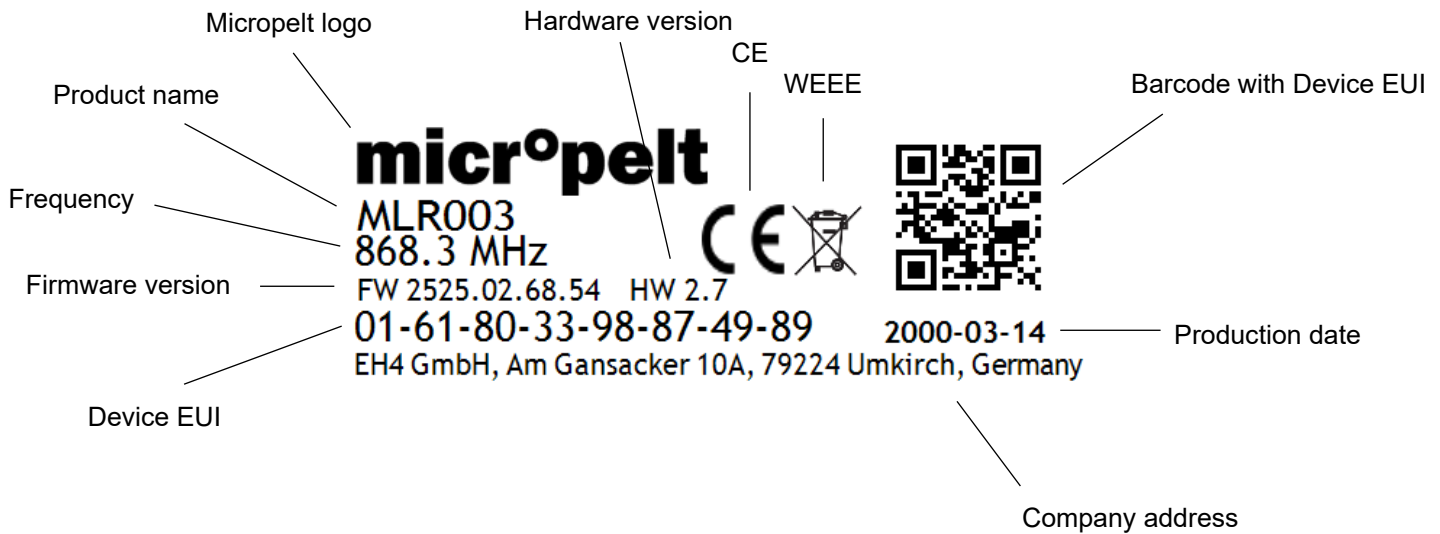 Micropelt logo
Hardware version
CE
WEEE
Barcode with Device EUI
Product name
micropelt
MLR003
Frequency
868.3 MHz
CE
Firmware version
FW 2525.02.68.54 HW 2.7
01-61-80-33-98-87-49-89
2000-03-14
Production date
EH4 GmbH, Am Gansacker 10A, 79224 Umkirch, Germany
Device EUI
Company address